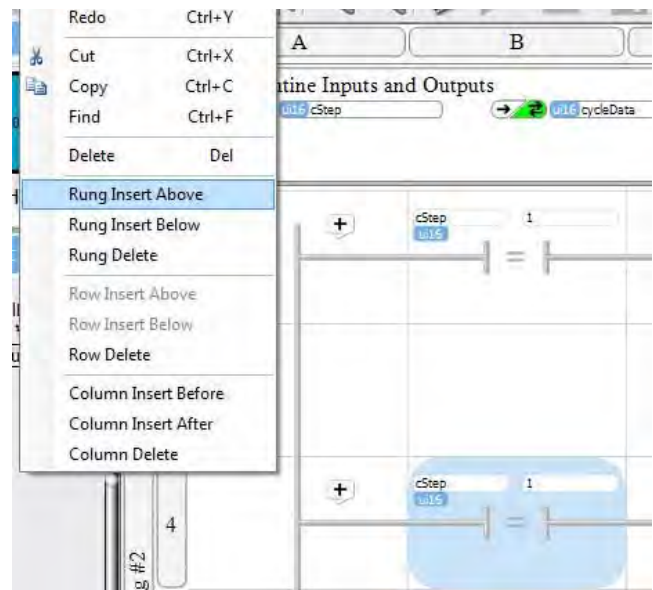 Redo Ctrl+Y
Cut Ctrl+X
Copy Ctrl+C
Find Ctrl+F
Delete Del
Rung Insert Above
Rung Insert Below
Rung Delete
Row Insert Above
Row Insert Below
Row Delete
Column Insert Before
Column Insert After
Column Delete
A B
Inputs and Outputs
ui16 cStep ui16 cycleData
+ cStep 1
ui16
=
+ cStep 1
ui16
=
4
#2